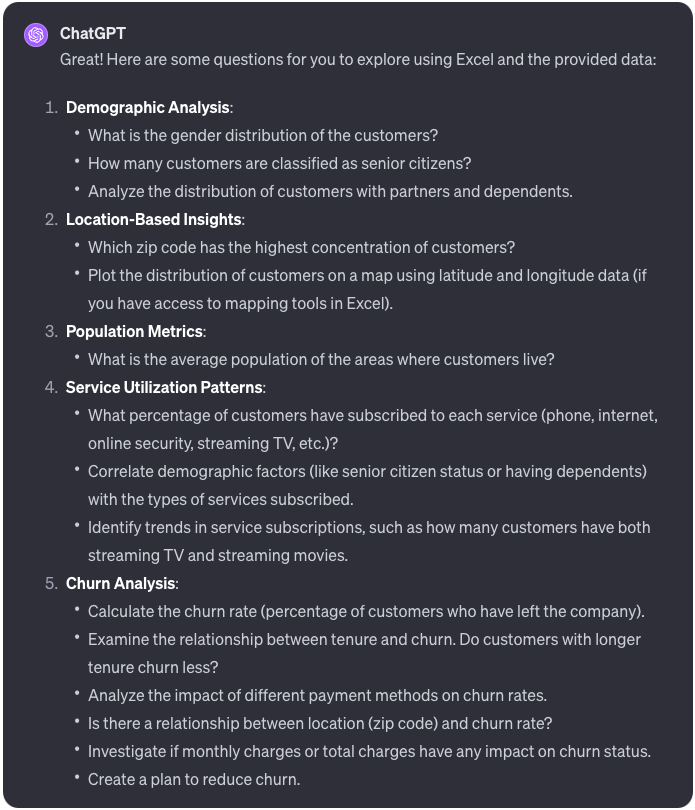 ChatGPT
Great! Here are some questions for you to explore using Excel and the provided data:
1. Demographic Analysis:
• What is the gender distribution of the customers?
• How many customers are classified as senior citizens?
• Analyze the distribution of customers with partners and dependents.
2. Location-Based Insights:
• Which zip code has the highest concentration of customers?
• Plot the distribution of customers on a map using latitude and longitude data (if
you have access to mapping tools in Excel).
3. Population Metrics:
• What is the average population of the areas where customers live?
4. Service Utilization Patterns:
• What percentage of customers have subscribed to each service (phone, internet,
online security, streaming TV, etc.)?
• Correlate demographic factors (like senior citizen status or having dependents)
with the types of services subscribed.
• Identify trends in service subscriptions, such as how many customers have both
streaming TV and streaming movies.
5. Churn Analysis:
• Calculate the churn rate (percentage of customers who have left the company).
• Examine the relationship between tenure and churn. Do customers with longer
tenure churn less?
• Analyze the impact of different payment methods on churn rates.
• Is there a relationship between location (zip code) and churn rate?
• Investigate if monthly charges or total charges have any impact on churn status.
• Create a plan to reduce churn.